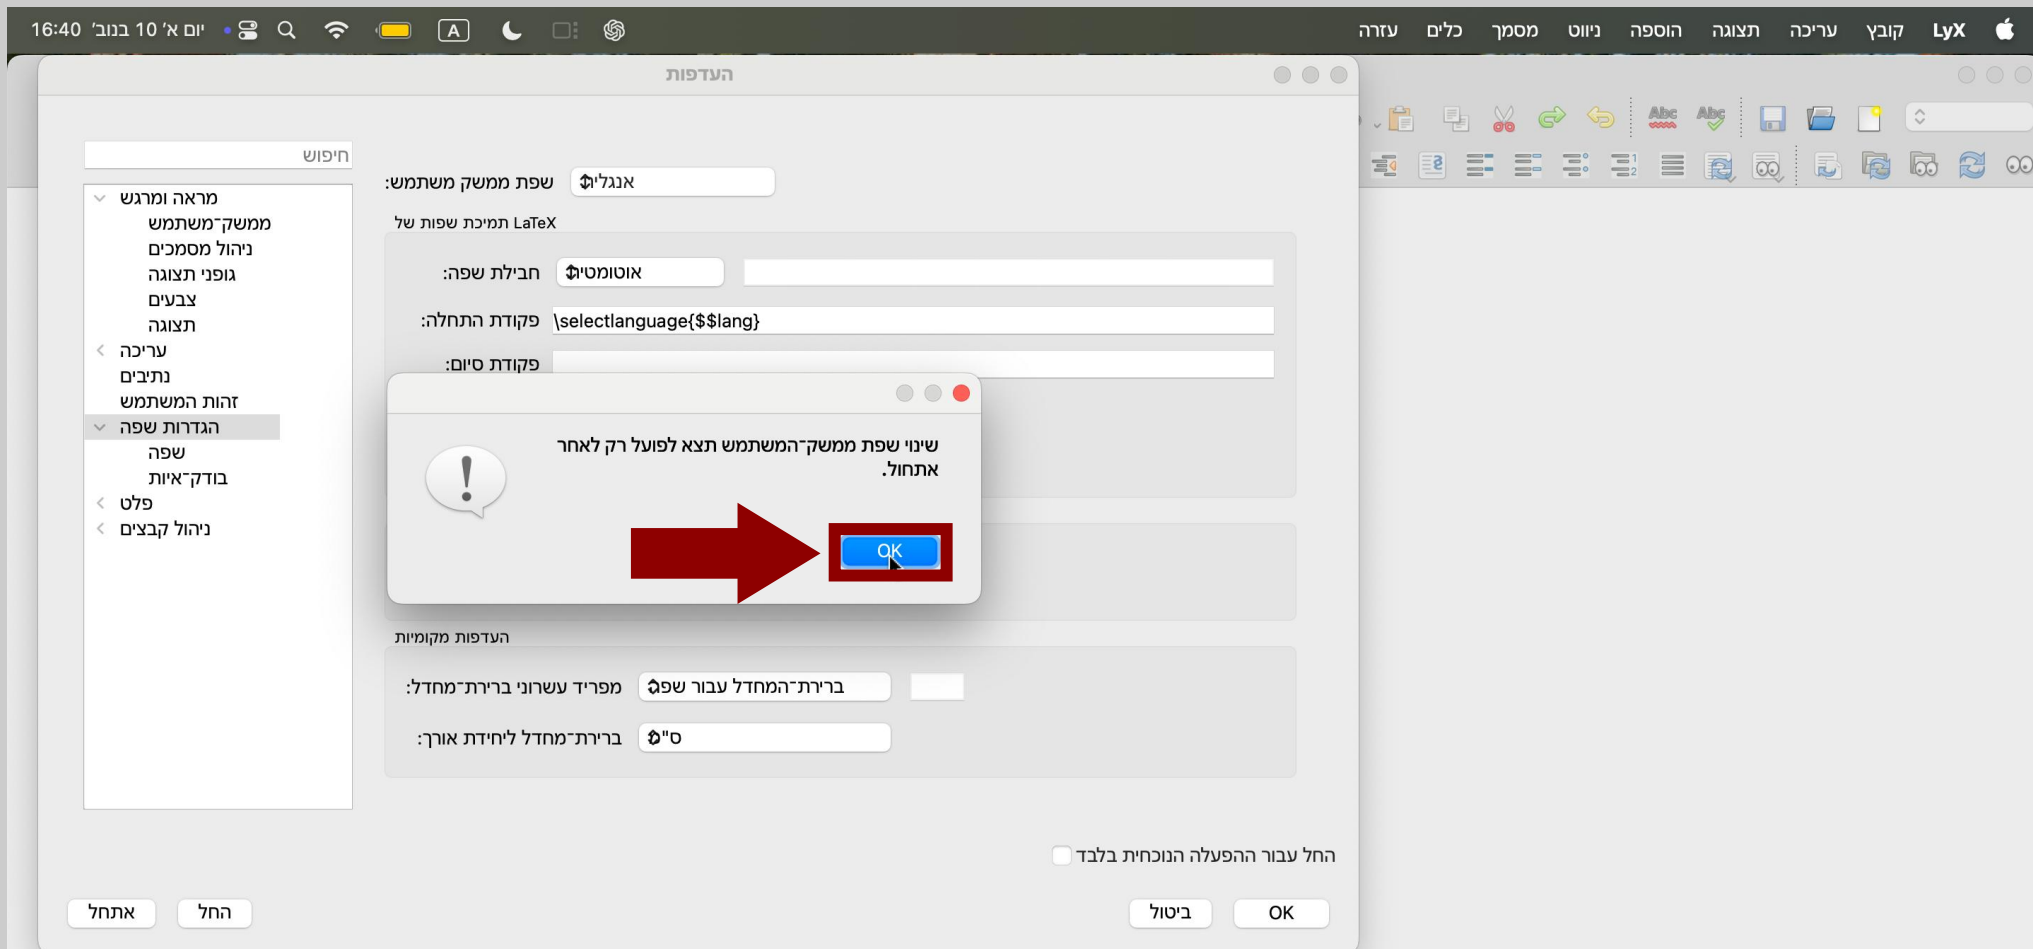 LyX קובץ עריכה תצוגה הוספה ניווט מסמך כלים עזרה
A יום א׳ 10 בנוב׳ 16:40
העדפות
Abc Abc
חיפוש
מראה ומרגש
ממשק־משתמש
ניהול מסמכים
גופני תצוגה
צבעים
תצוגה
עריכה
נתיבים
זהות המשתמש
הגדרות שפה
שפה
בודק־איות
פלט
ניהול קבצים
שפת ממשק משתמש: אנגלית
תמיכת שפות של LaTeX
חבילת שפה: אוטומטית
פקודת התחלה: \selectlanguage{$$lang}
פקודת סיום:
שינוי שפת ממשק־המשתמש תצא לפועל רק לאחר
אתחול.
OK
העדפות מקומיות
מפריד עשרוני ברירת־מחדל: ברירת־המחדל עבור שפה
ברירת־מחדל ליחידת אורך: ס"מ
החל עבור ההפעלה הנוכחית בלבד
OK ביטול החל אתחל